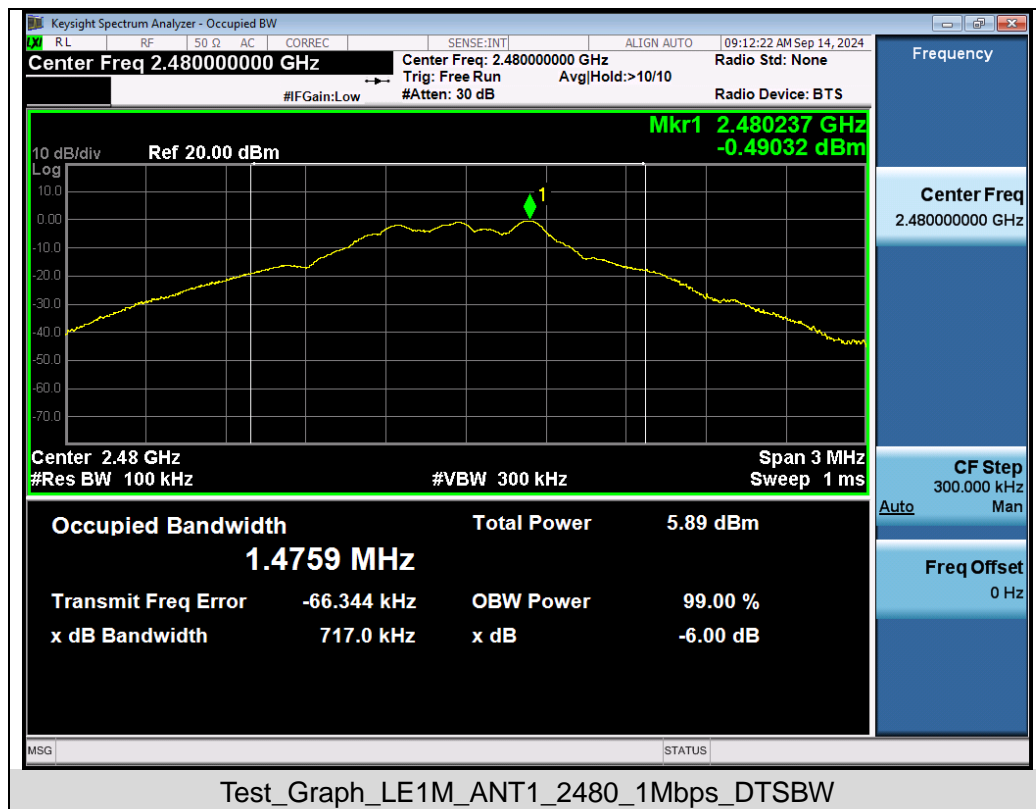 Keysight Spectrum Analyzer - Occupied BW
LXI RL RF 50 Ω AC CORREC SENSE:INT ALIGN AUTO 09:12:22 AM Sep 14, 2024
Center Freq 2.480000000 GHz
Center Freq: 2.480000000 GHz Radio Std: None
Trig: Free Run Avg|Hold:>10/10
#IFGain:Low #Atten: 30 dB Radio Device: BTS
Frequency
Mkr1 2.480237 GHz
-0.49032 dBm
10 dB/div Ref 20.00 dBm
Log
10.0
0.00
-10.0
-20.0
-30.0
-40.0
-50.0
-60.0
-70.0
1
Center 2.48 GHz Span 3 MHz
#Res BW 100 kHz #VBW 300 kHz Sweep 1 ms
Center Freq
2.480000000 GHz
CF Step
300.000 kHz
Auto Man
Freq Offset
0 Hz
Occupied Bandwidth Total Power 5.89 dBm
1.4759 MHz
Transmit Freq Error -66.344 kHz OBW Power 99.00 %
x dB Bandwidth 717.0 kHz x dB -6.00 dB
MSG STATUS
Test_Graph_LE1M_ANT1_2480_1Mbps_DTSBW